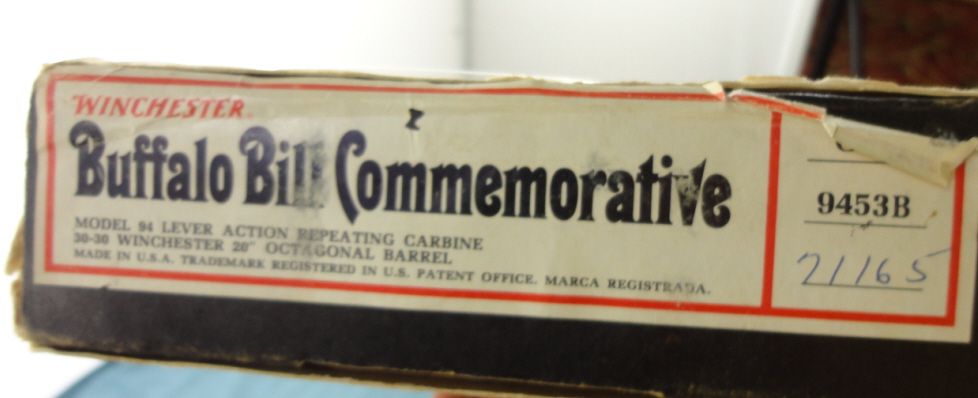 WINCHESTER
Buffalo Bill Commemorative
MODEL 94 LEVER ACTION REPEATING CARBINE
30-30 WINCHESTER 20" OCTAGONAL BARREL
MADE IN U.S.A. TRADEMARK REGISTERED IN U.S. PATENT OFFICE. MARCA REGISTRADA.
9453B
21165